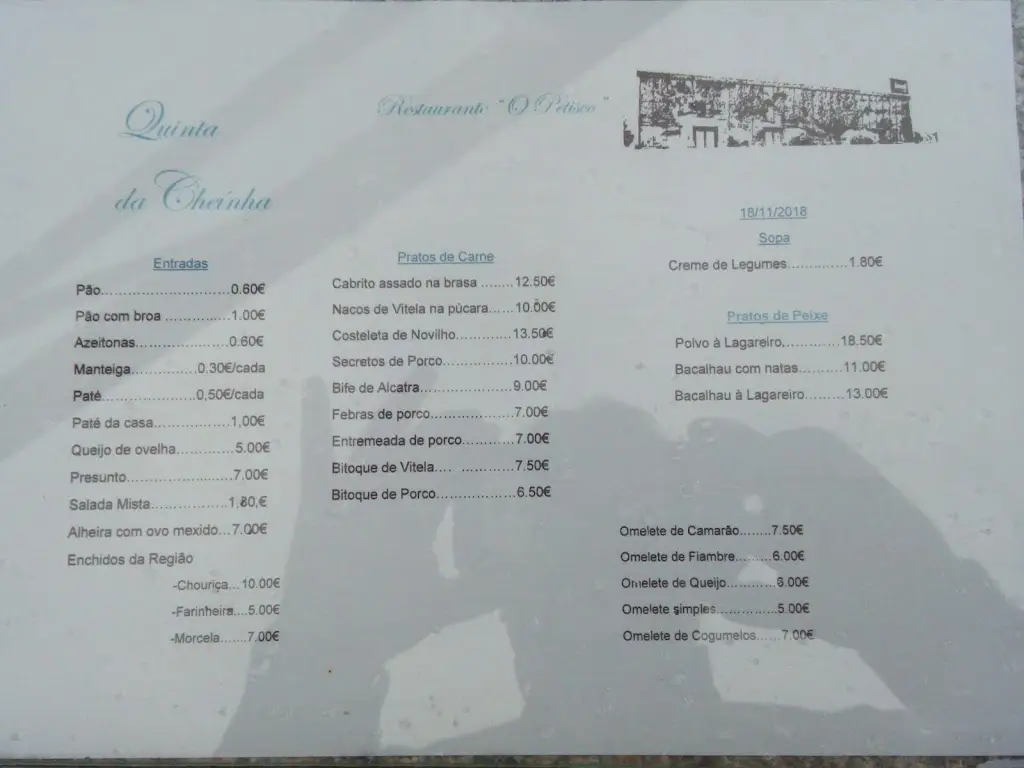 Quinta
da Cheínha
Restaurante "O Petisco"
Entradas
Pão..............................0.60€
Pão com broa ...............1.00€
Azeitonas......................0.60€
Manteiga...............0.30€/cada
Paté......................0,50€/cada
Paté da casa..................1,00€
Queijo de ovelha..............5.00€
Presunto.........................7.00€
Salada Mista..................1,80,€
Alheira com ovo mexido...7.00€
Enchidos da Região
-Chouriça...10.00€
-Farinheira....5.00€
-Morcela.......7.00€
Pratos de Carne
Cabrito assado na brasa ........12.50€
Nacos de Vitela na púcara......10.00€
Costeleta de Novilho.............13.50€
Secretos de Porco................10.00€
Bife de Alcatra......................9.00€
Febras de porco...................7.00€
Entremeada de porco............7.00€
Bitoque de Vitela.... ............7.50€
Bitoque de Porco..................6.50€
18/11/2018
Sopa
Creme de Legumes..............1.80€
Pratos de Peixe
Polvo à Lagareiro.............18.50€
Bacalhau com natas..........11.00€
Bacalhau à Lagareiro.........13.00€
Omelete de Camarão........7.50€
Omelete de Fiambre.........6.00€
Omelete de Queijo...........6.00€
Omelete simples..............5.00€
Omelete de Cogumelos......7.00€